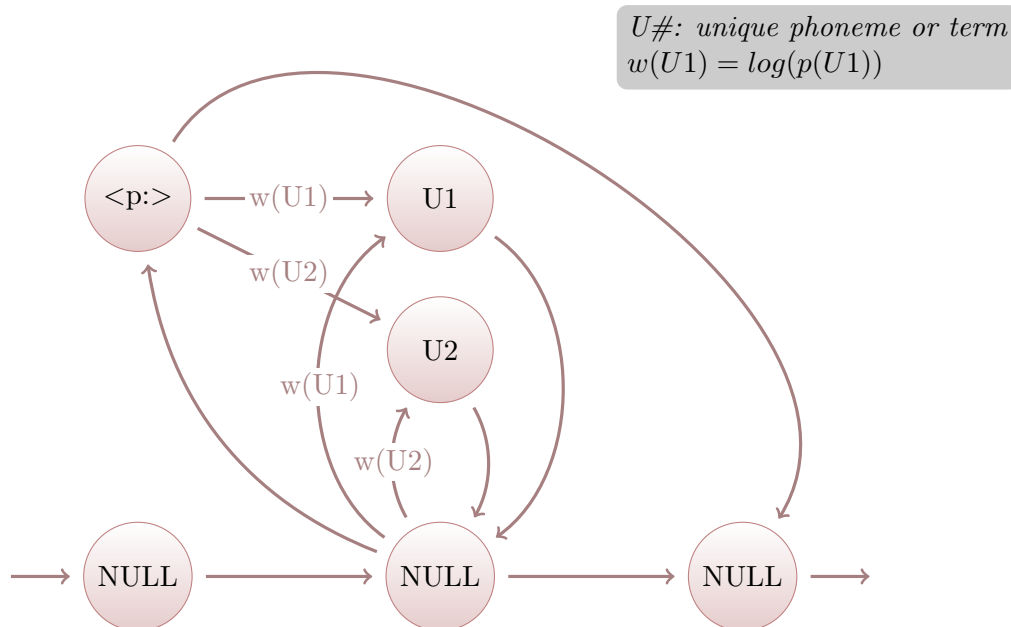 U#: unique phoneme or term
w(U1) = log(p(U1))
<p:>
w(U1)
U1
w(U2)
U2
w(U1)
w(U2)
NULL
NULL
NULL